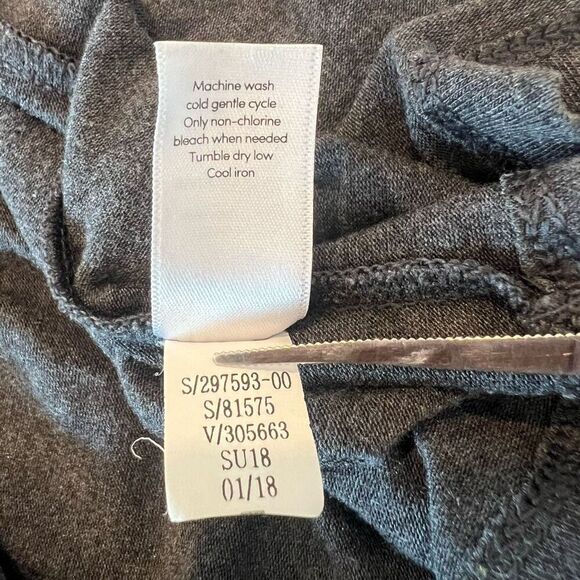 Machine wash
cold gentle cycle
Only non-chlorine
bleach when needed
Tumble dry low
Cool iron
S/297593-00
S/81575
V/305663
SU18
01/18